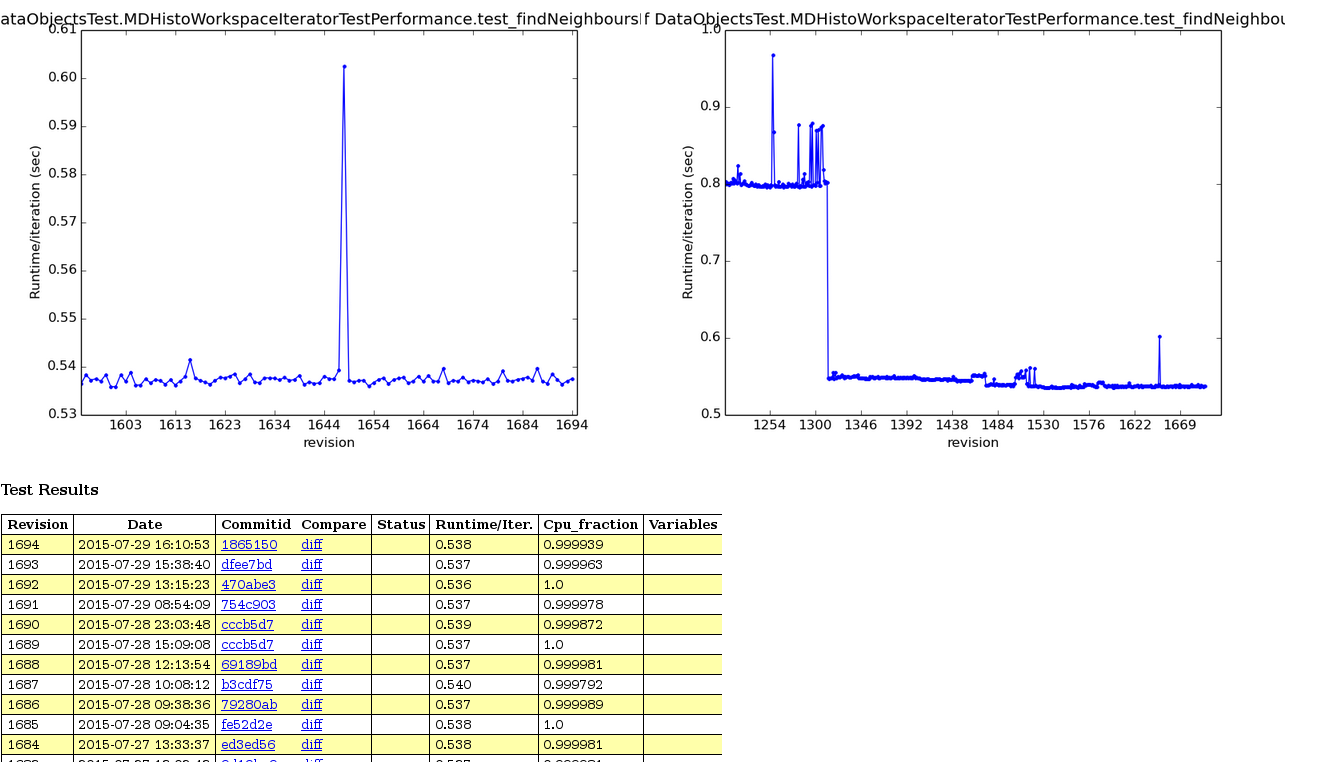 ataObjectsTest.MDHistoWorkspaceIteratorTestPerformance.test_findNeighbours
f DataObjectsTest.MDHistoWorkspaceIteratorTestPerformance.test_findNeighbou
0.61
0.60
0.59
0.58
0.57
0.56
0.55
0.54
0.53
Runtime/iteration (sec)
1603 1613 1623 1634 1644 1654 1664 1674 1684 1694
revision
1.0
0.9
0.8
0.7
0.6
0.5
Runtime/iteration (sec)
1254 1300 1346 1392 1438 1484 1530 1576 1622 1669
revision
Test Results
Revision Date Commitid Compare Status Runtime/Iter. Cpu_fraction Variables
1694 2015-07-29 16:10:53 1865150 diff 0.538 0.999939
1693 2015-07-29 15:38:40 dfee7bd diff 0.537 0.999963
1692 2015-07-29 13:15:23 470abe3 diff 0.536 1.0
1691 2015-07-29 08:54:09 754c903 diff 0.537 0.999978
1690 2015-07-28 23:03:48 cccb5d7 diff 0.539 0.999872
1689 2015-07-28 15:09:08 cccb5d7 diff 0.537 1.0
1688 2015-07-28 12:13:54 69189bd diff 0.537 0.999981
1687 2015-07-28 10:08:12 b3cdf75 diff 0.540 0.999792
1686 2015-07-28 09:38:36 79280ab diff 0.537 0.999989
1685 2015-07-28 09:04:35 fe52d2e diff 0.538 1.0
1684 2015-07-27 13:33:37 ed3ed56 diff 0.538 0.999981